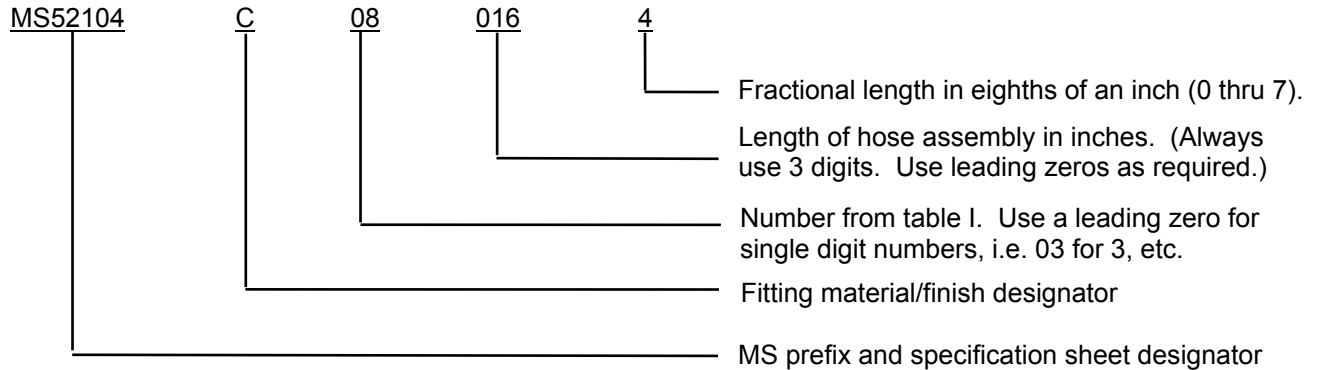 MS52104 C 08 016 4
Fractional length in eighths of an inch (0 thru 7).
Length of hose assembly in inches. (Always
use 3 digits. Use leading zeros as required.)
Number from table I. Use a leading zero for
single digit numbers, i.e. 03 for 3, etc.
Fitting material/finish designator
MS prefix and specification sheet designator